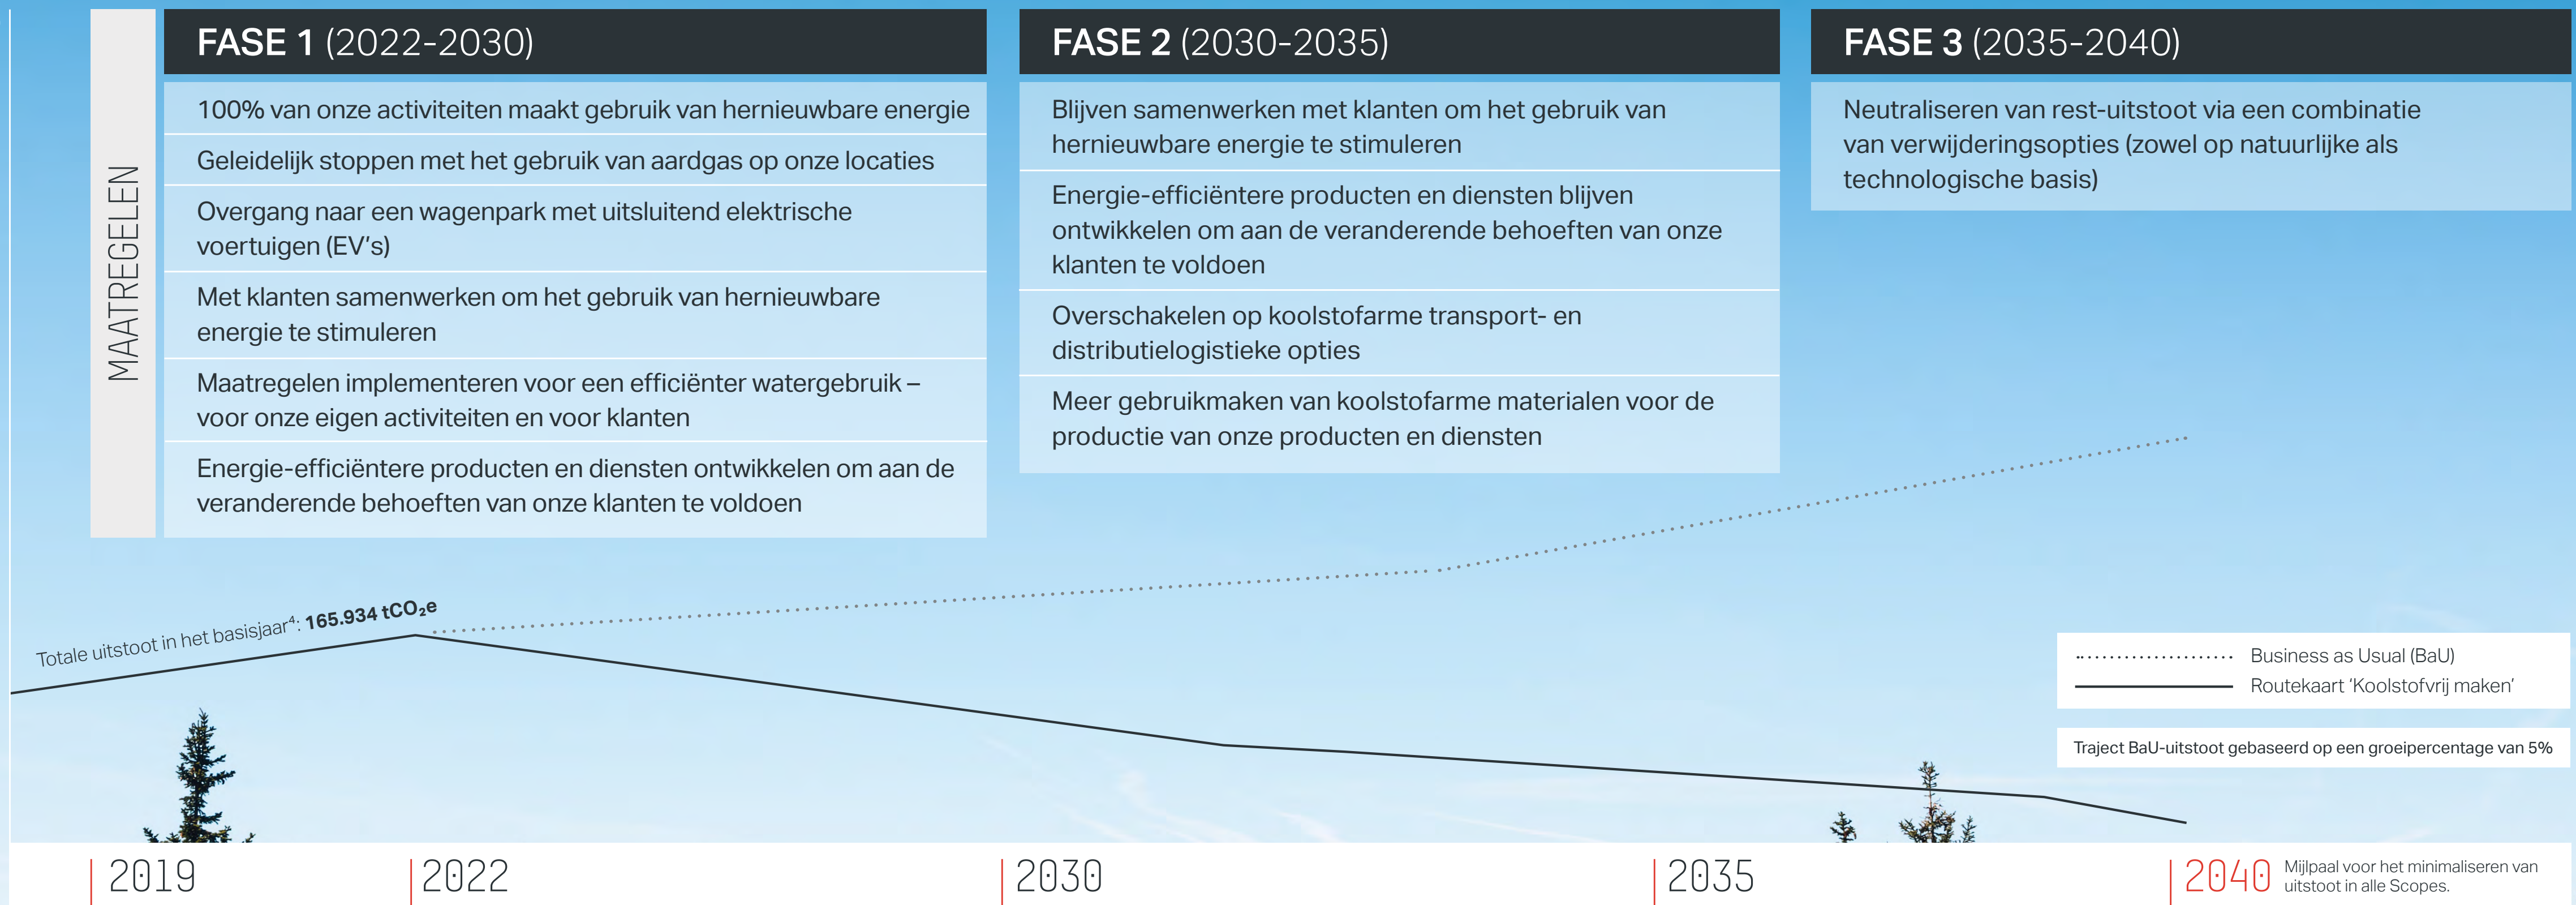 MAATREGELEN
FASE 1 (2022-2030)
100% van onze activiteiten maakt gebruik van hernieuwbare energie
Geleidelijk stoppen met het gebruik van aardgas op onze locaties
Overgang naar een wagenpark met uitsluitend elektrische
voertuigen (EV's)
Met klanten samenwerken om het gebruik van hernieuwbare
energie te stimuleren
Maatregelen implementeren voor een efficiënter watergebruik –
voor onze eigen activiteiten en voor klanten
Energie-efficiëntere producten en diensten ontwikkelen om aan de
veranderende behoeften van onze klanten te voldoen
FASE 2 (2030-2035)
Blijven samenwerken met klanten om het gebruik van
hernieuwbare energie te stimuleren
Energie-efficiëntere producten en diensten blijven
ontwikkelen om aan de veranderende behoeften van onze
klanten te voldoen
Overschakelen op koolstofarme transport- en
distributielogistieke opties
Meer gebruikmaken van koolstofarme materialen voor de
productie van onze producten en diensten
FASE 3 (2035-2040)
Neutraliseren van rest-uitstoot via een combinatie
van verwijderingsopties (zowel op natuurlijke als
technologische basis)
Totale uitstoot in het basisjaar⁴: 165.934 tCO₂e
Business as Usual (BaU)
Routekaart ‘Koolstofvrij maken’
Traject BaU-uitstoot gebaseerd op een groeipercentage van 5%
2019
2022
2030
2035
2040
Mijlpaal voor het minimaliseren van
uitstoot in alle Scopes.